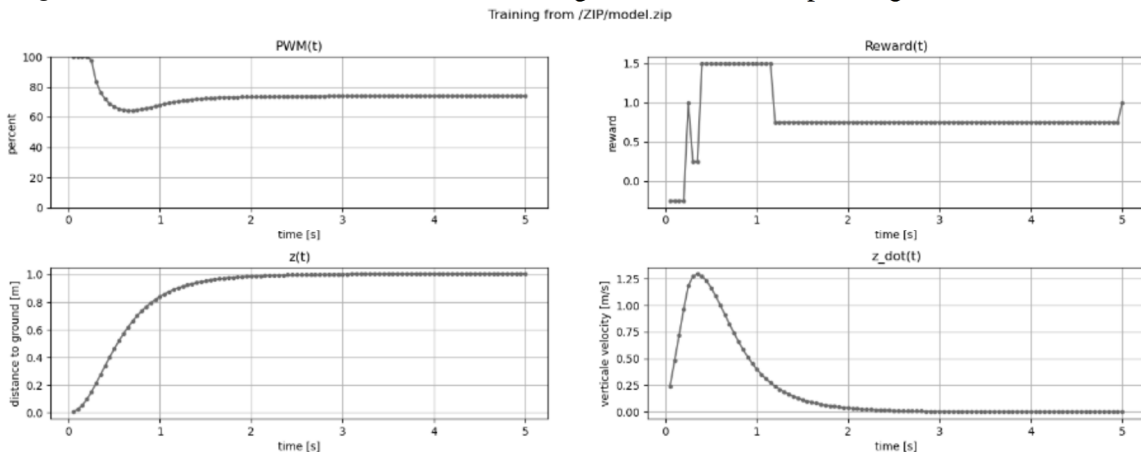 Training from /ZIP/model.zip
PWM(t)
percent
100
80
60
40
20
0
0 1 2 3 4 5
time [s]
Reward(t)
reward
1.5
1.0
0.5
0.0
0 1 2 3 4 5
time [s]
z(t)
distance to ground [m]
1.0
0.8
0.6
0.4
0.2
0.0
0 1 2 3 4 5
time [s]
z_dot(t)
verticale velocity [m/s]
1.25
1.00
0.75
0.50
0.25
0.00
0 1 2 3 4 5
time [s]